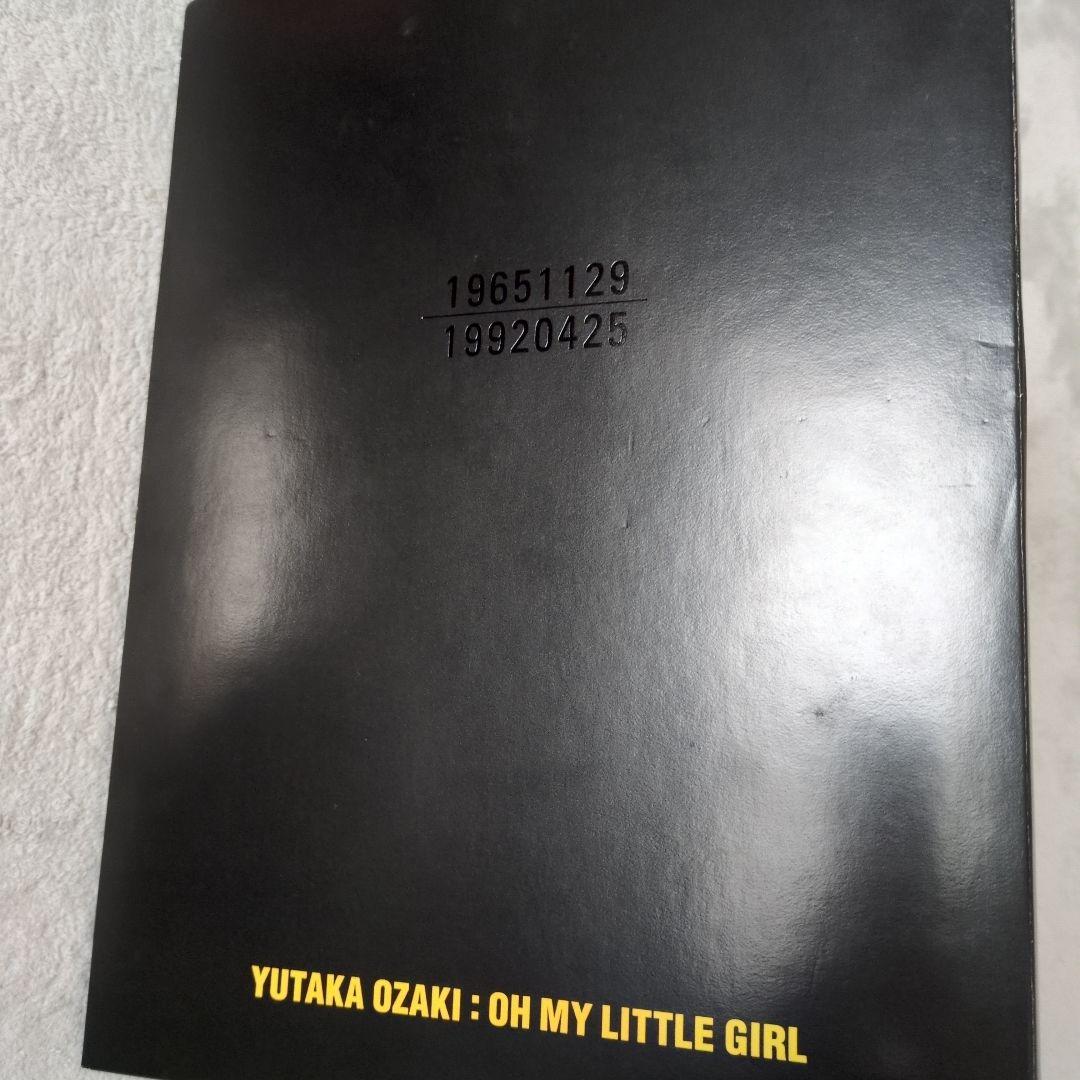 19651129
19920425
YUTAKA OZAKI : OH MY LITTLE GIRL